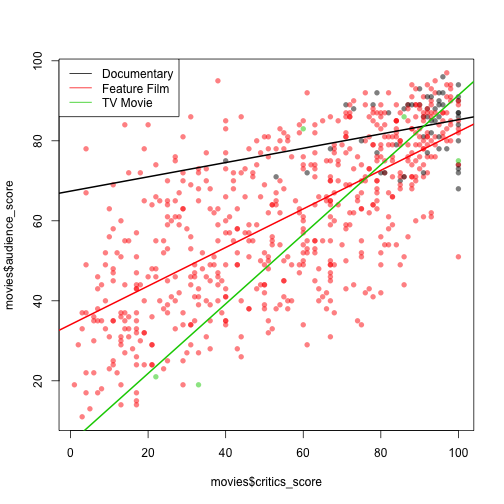 Documentary
Feature Film
TV Movie
100
80
60
40
20
movies$audience_score
0 20 40 60 80 100
movies$critics_score